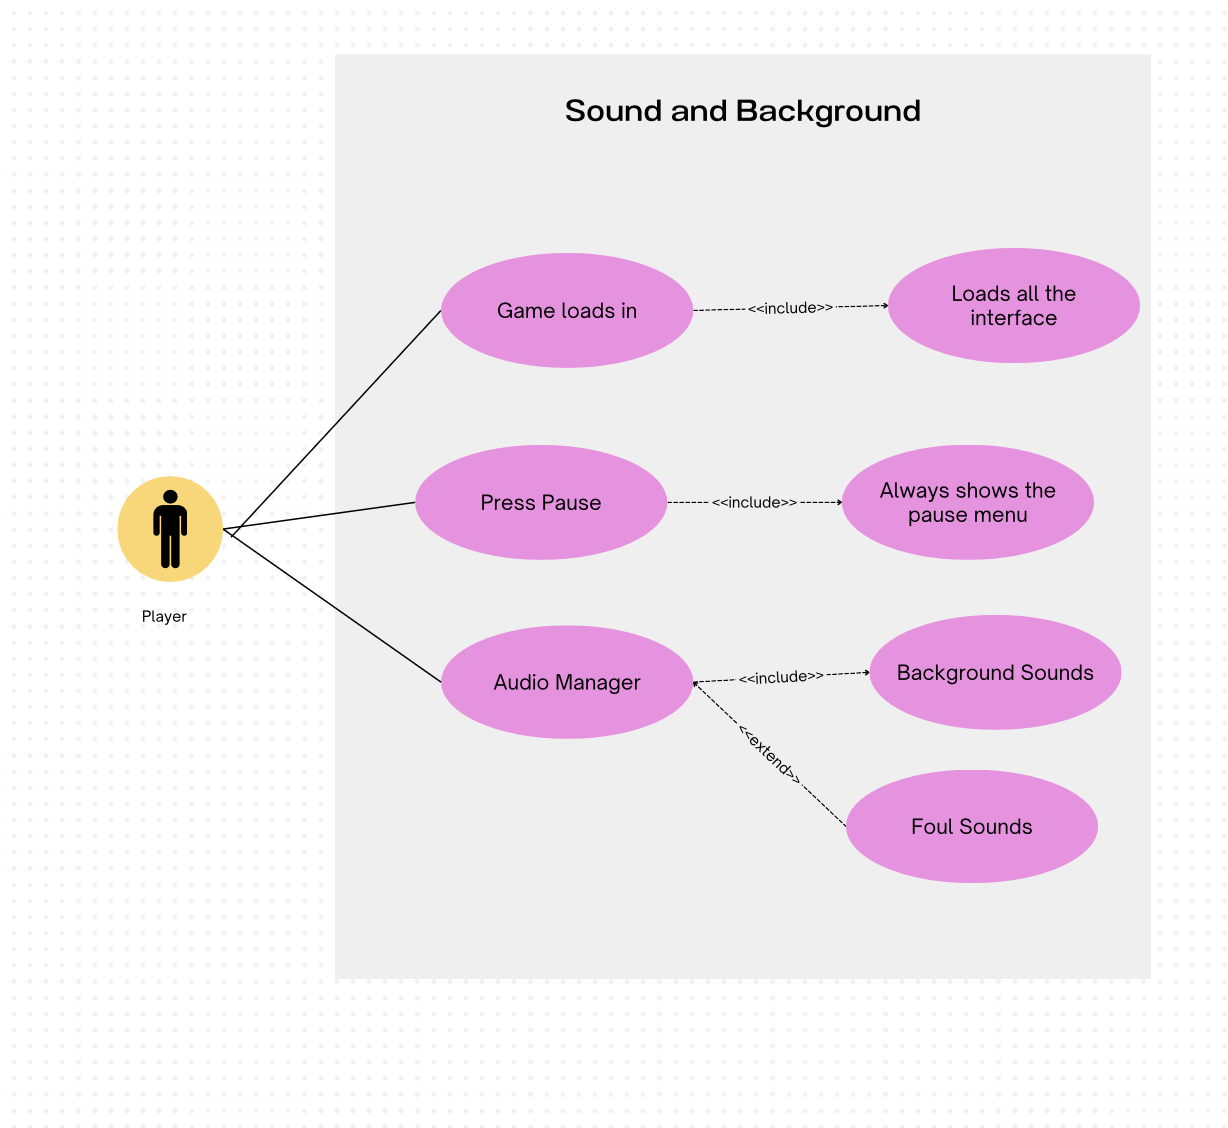 Sound and Background
Game loads in
<<include>>
Loads all the
interface
Press Pause
<<include>>
Always shows the
pause menu
Player
Audio Manager
<<include>>
Background Sounds
<<extend>>
Foul Sounds